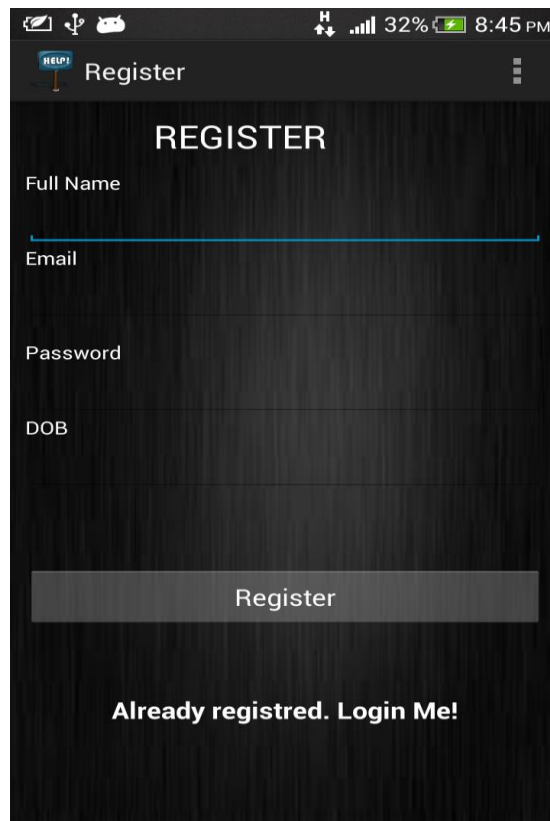 H 32% 8:45 PM
HELP! Register
REGISTER
Full Name
Email
Password
DOB
Register
Already registred. Login Me!